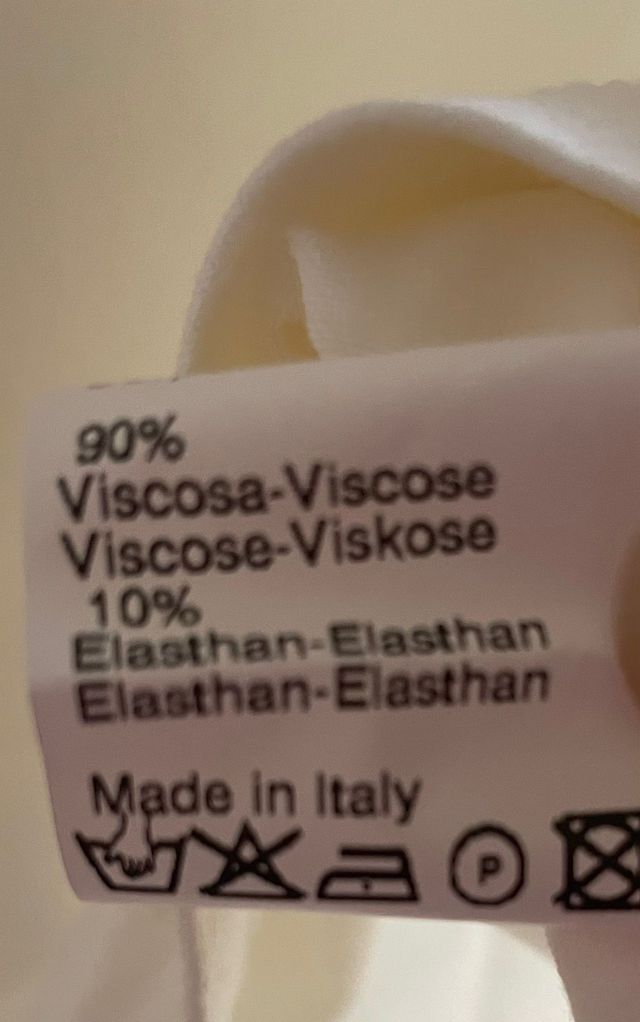 90%
Viscosa-Viscose
Viscose-Viskose
10%
Elasthan-Elasthan
Elasthan-Elasthan
Made in Italy
P